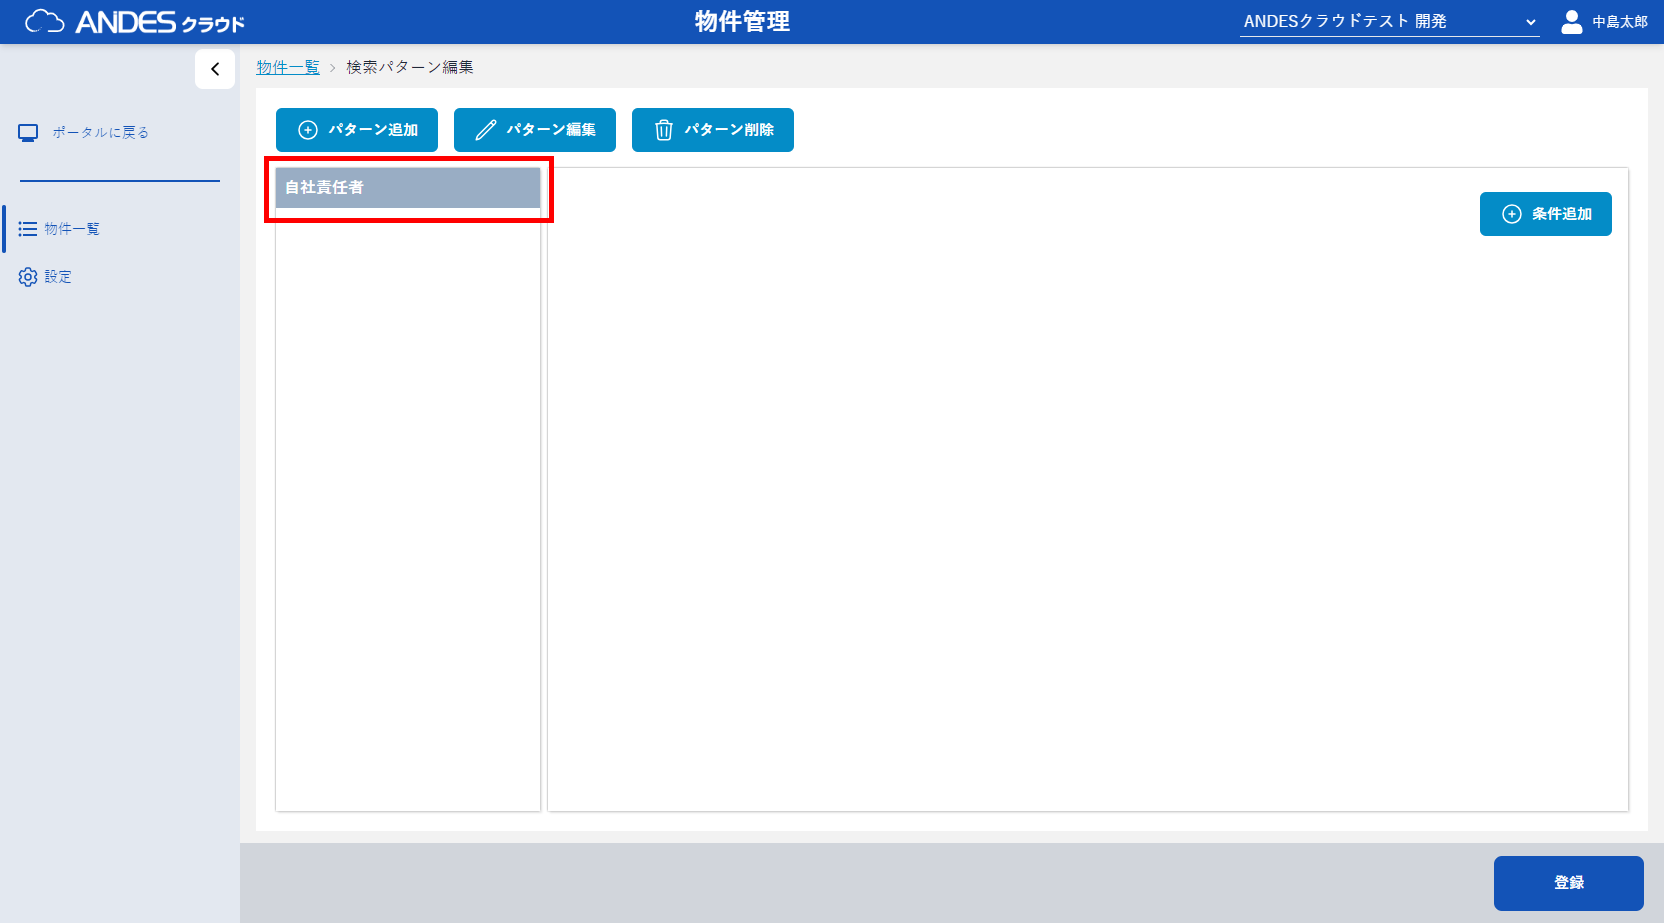 ANDES クラウド
物件管理
ANDESクラウドテスト 開発
中島太郎
物件一覧 > 検索パターン編集
ポータルに戻る
物件一覧
設定
パターン追加
パターン編集
パターン削除
自社責任者
条件追加
登録